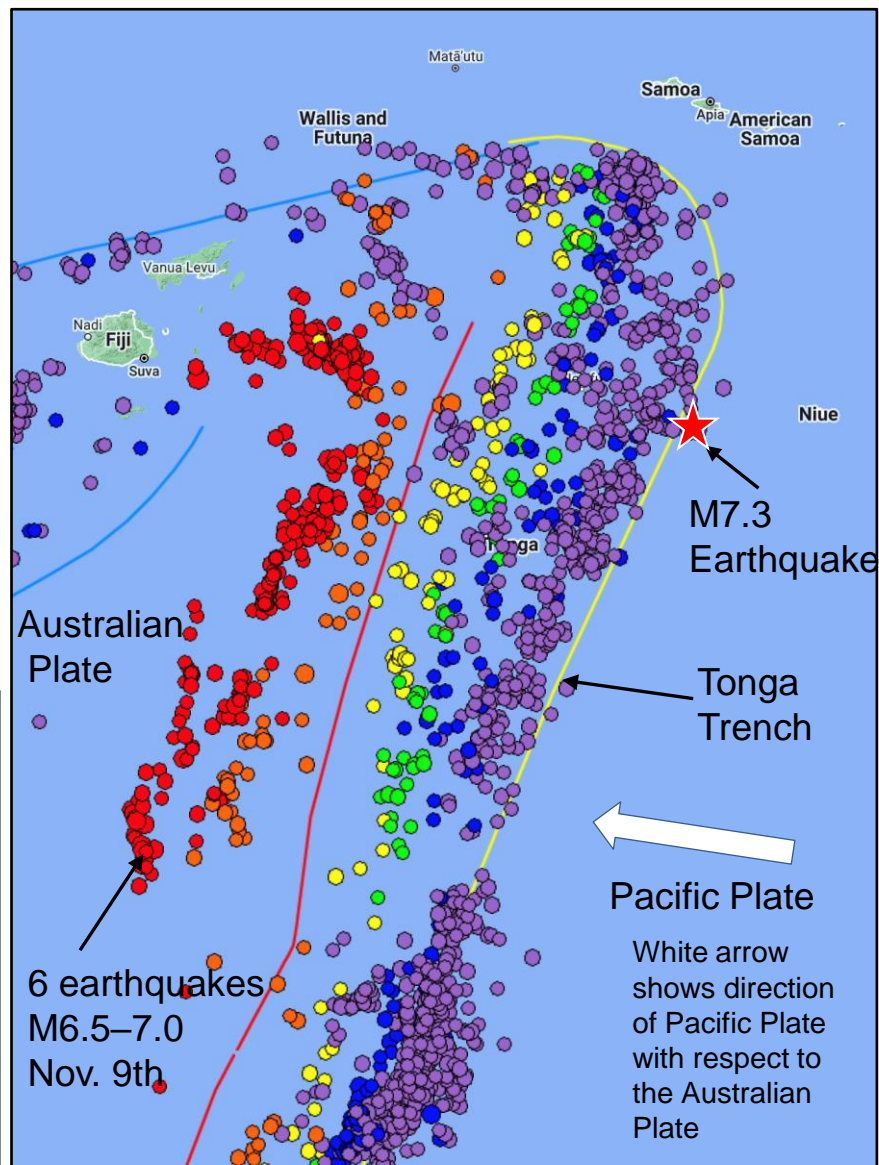 Matā'utu
Samoa
Apia
American
Samoa
Wallis and
Futuna
Vanua Levu
Nadi
Fiji
Suva
Niue
M7.3
Earthquake
Tonga
Australian
Plate
Tonga
Trench
Pacific Plate
White arrow
shows direction
of Pacific Plate
with respect to
the Australian
Plate
6 earthquakes
M6.5–7.0
Nov. 9th